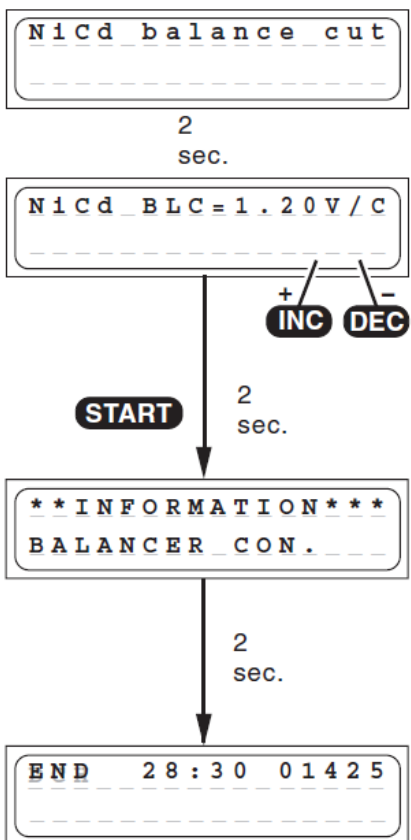 NiCd balance cut
2
sec.
NiCd BLC=1.20V/C
+ -
INC DEC
START
2
sec.
**INFORMATION***
BALANCER CON.
2
sec.
END 28:30 01425